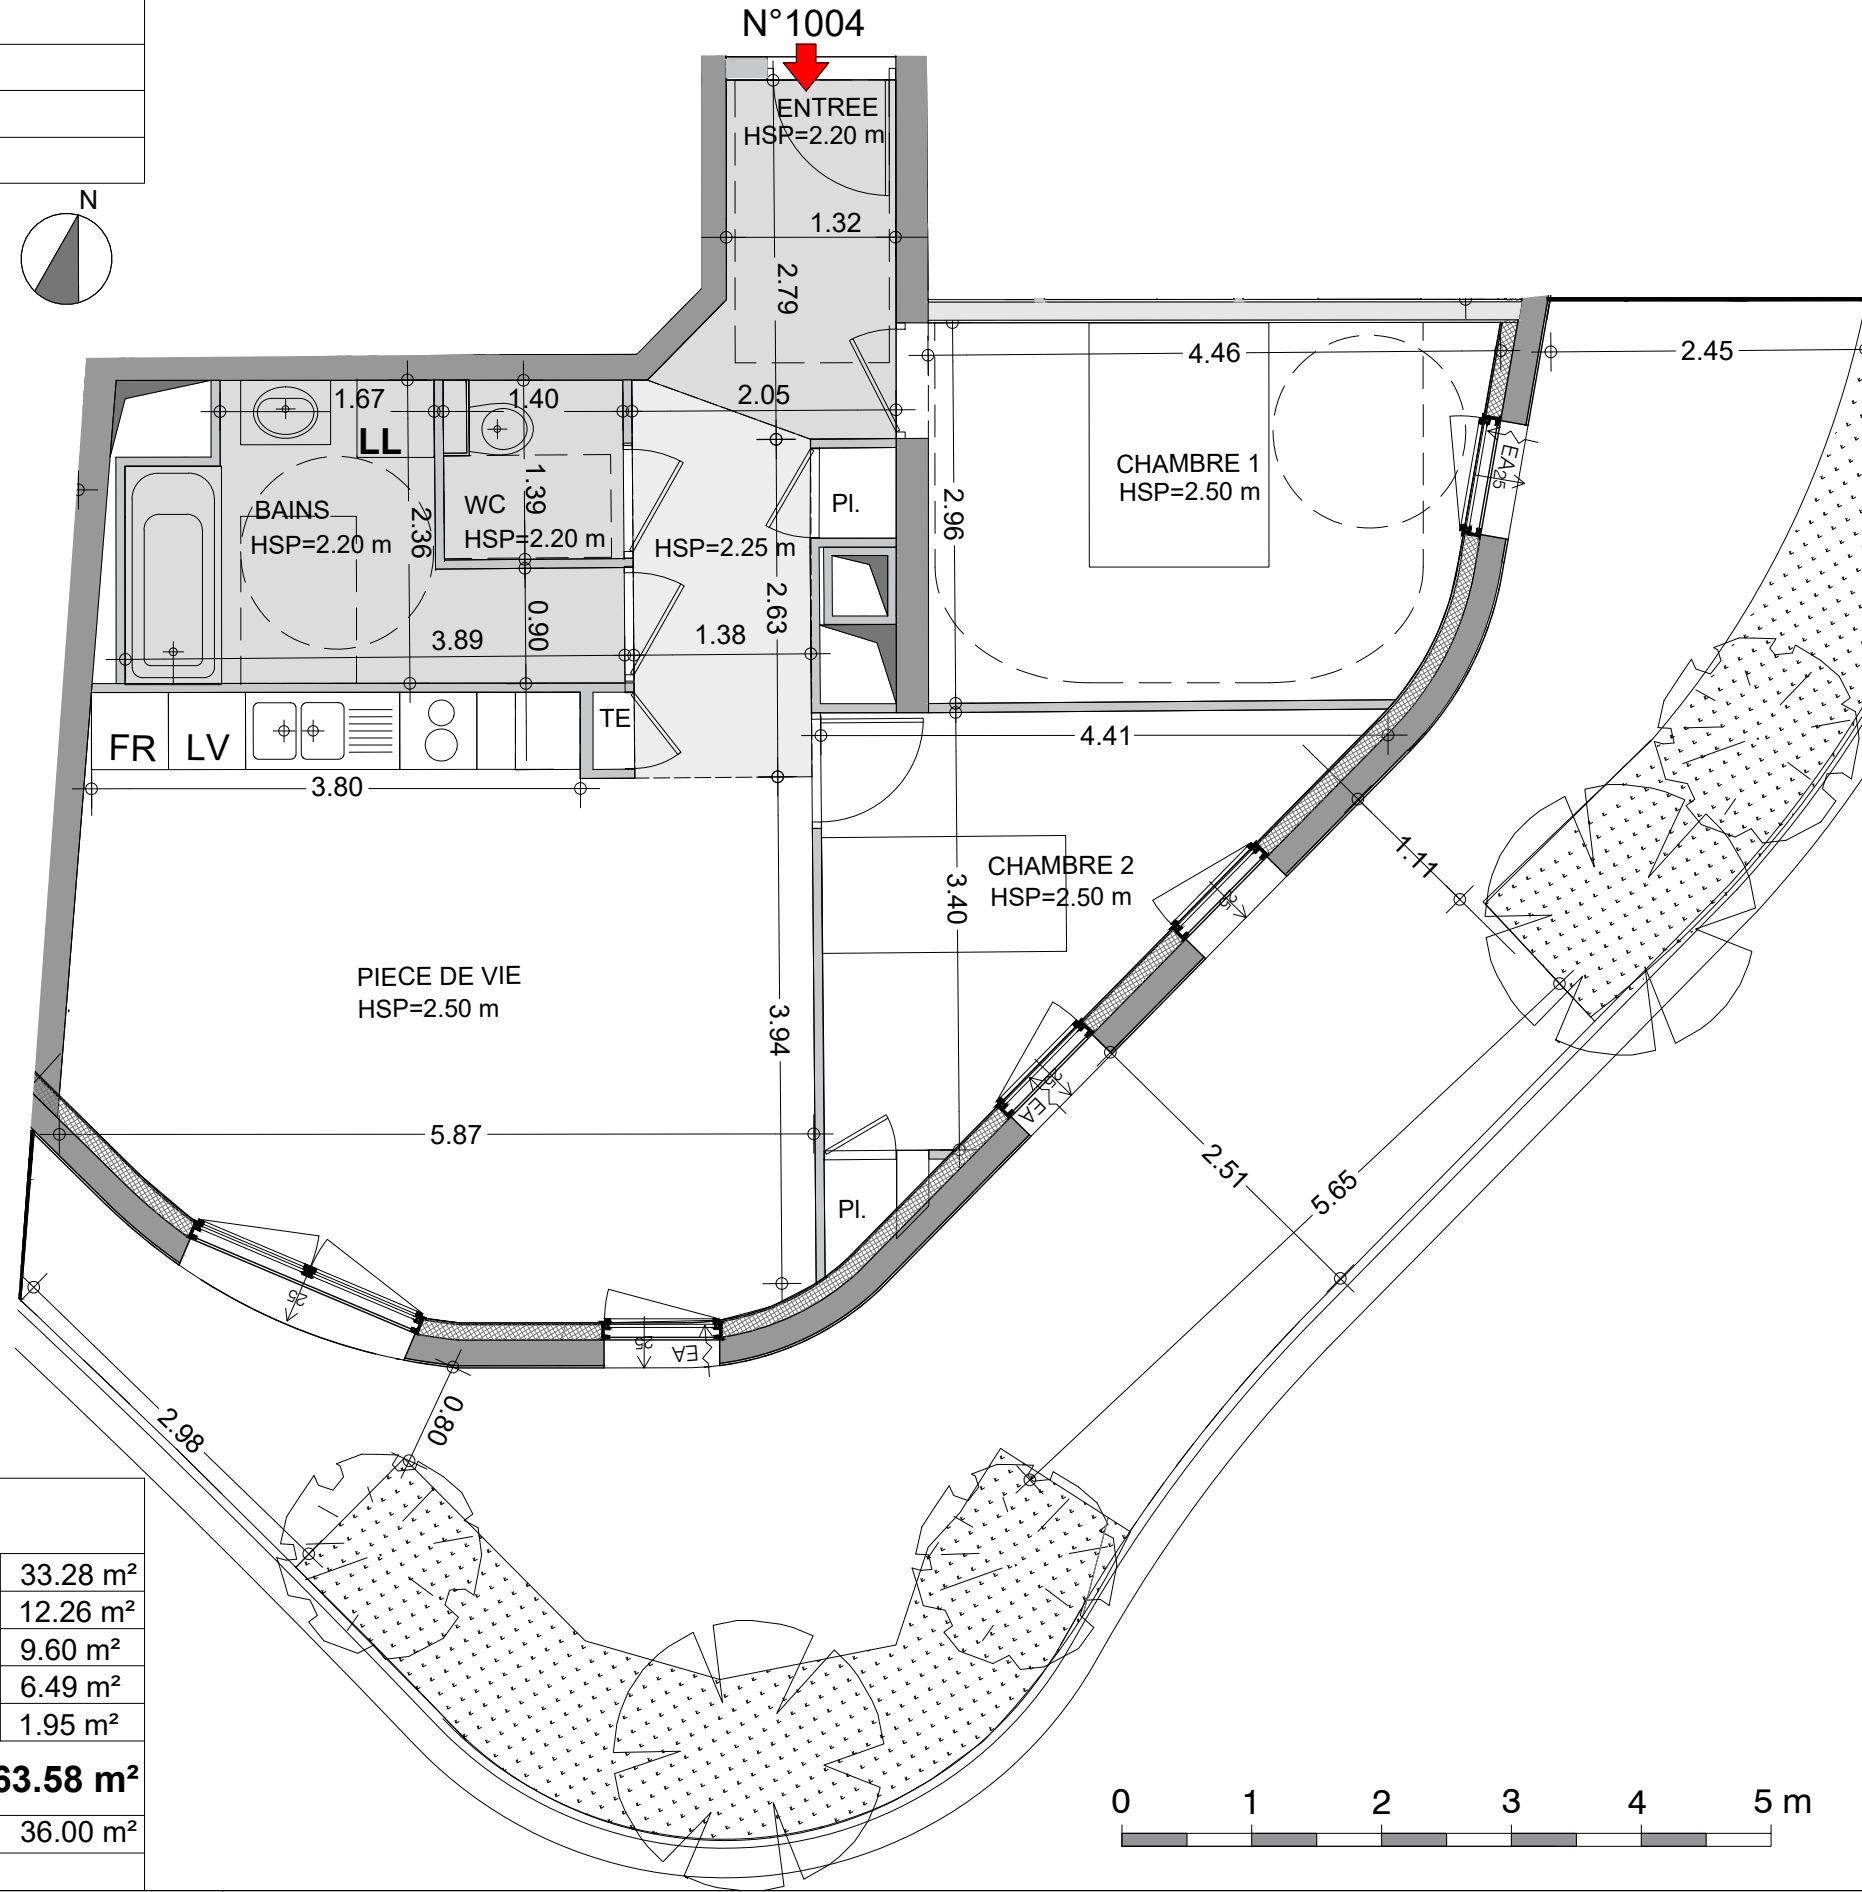 N°1004
ENTREE
HSP=2.20 m
N
1.32
2.79
4.46
2.45
1.67
1.40
2.05
LL
CHAMBRE 1
HSP=2.50 m
EA
25
BAINS
HSP=2.20 m
2.36
WC
HSP=2.20 m
1.39
HSP=2.25 m
Pl.
2.96
2.63
3.89
0.90
1.38
TE
FR
LV
3.80
4.41
1.11
CHAMBRE 2
HSP=2.50 m
3.40
25
PIECE DE VIE
HSP=2.50 m
3.94
25
EA
5.87
2.51
5.65
Pl.
25
25
EA
2.98
0.80
33.28 m²
12.26 m²
9.60 m²
6.49 m²
1.95 m²
63.58 m²
36.00 m²
0 1 2 3 4 5 m